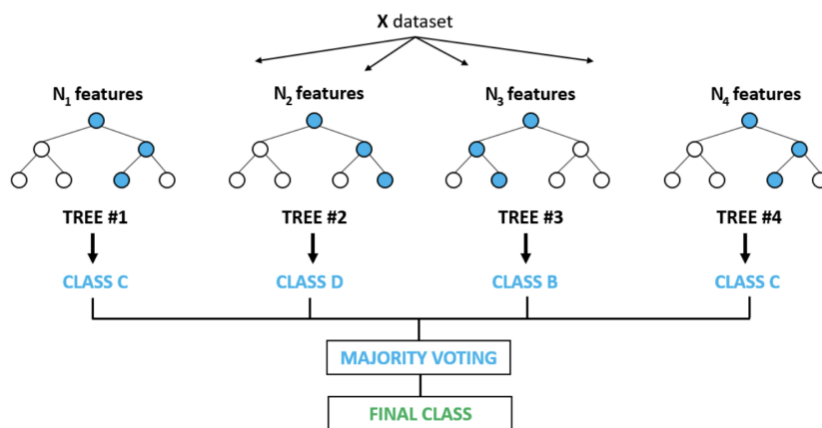 X dataset
N₁ features N₂ features N₃ features N₄ features
TREE #1 TREE #2 TREE #3 TREE #4
CLASS C CLASS D CLASS B CLASS C
MAJORITY VOTING
FINAL CLASS